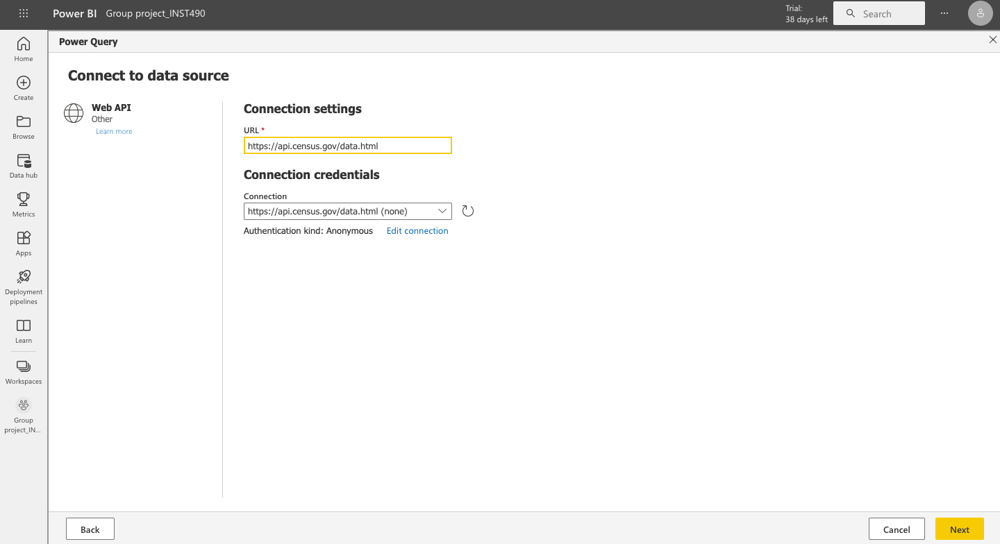 Power BI Group project_INST490
Trial:
38 days left
Search
Home
Create
Browse
Data hub
Metrics
Apps
Deployment
pipelines
Learn
Workspaces
Group
project_IN...
Power Query
Connect to data source
Web API
Other
Learn more
Connection settings
URL *
https://api.census.gov/data.html
Connection credentials
Connection
https://api.census.gov/data.html (none)
Authentication kind: Anonymous Edit connection
Back
Cancel
Next